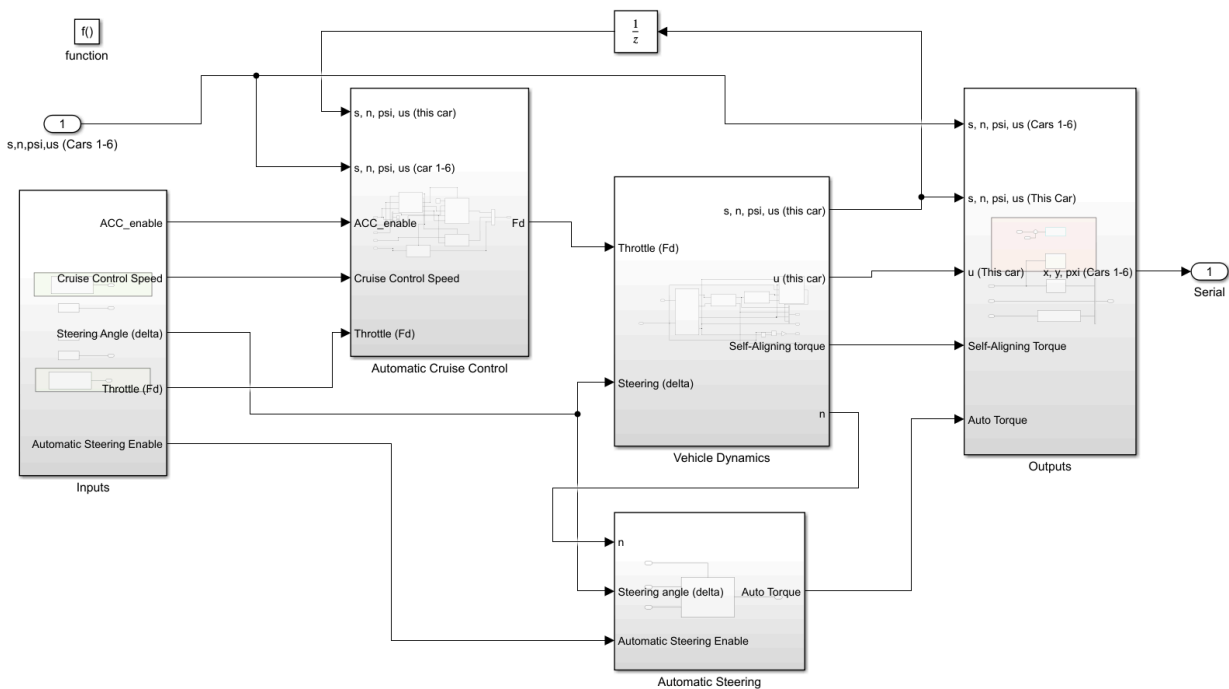 f()
function
1
z
1
s,n,psi,us (Cars 1-6)
s, n, psi, us (this car)
s, n, psi, us (car 1-6)
ACC_enable
Fd
Cruise Control Speed
Throttle (Fd)
Automatic Cruise Control
ACC_enable
Cruise Control Speed
Steering Angle (delta)
Throttle (Fd)
Automatic Steering Enable
Inputs
s, n, psi, us (this car)
Throttle (Fd)
u (this car)
Self-Aligning torque
Steering (delta)
n
Vehicle Dynamics
s, n, psi, us (Cars 1-6)
s, n, psi, us (This Car)
u (This car)
x, y, pxi (Cars 1-6)
Self-Aligning Torque
Auto Torque
Outputs
1
Serial
n
Steering angle (delta)
Auto Torque
Automatic Steering Enable
Automatic Steering